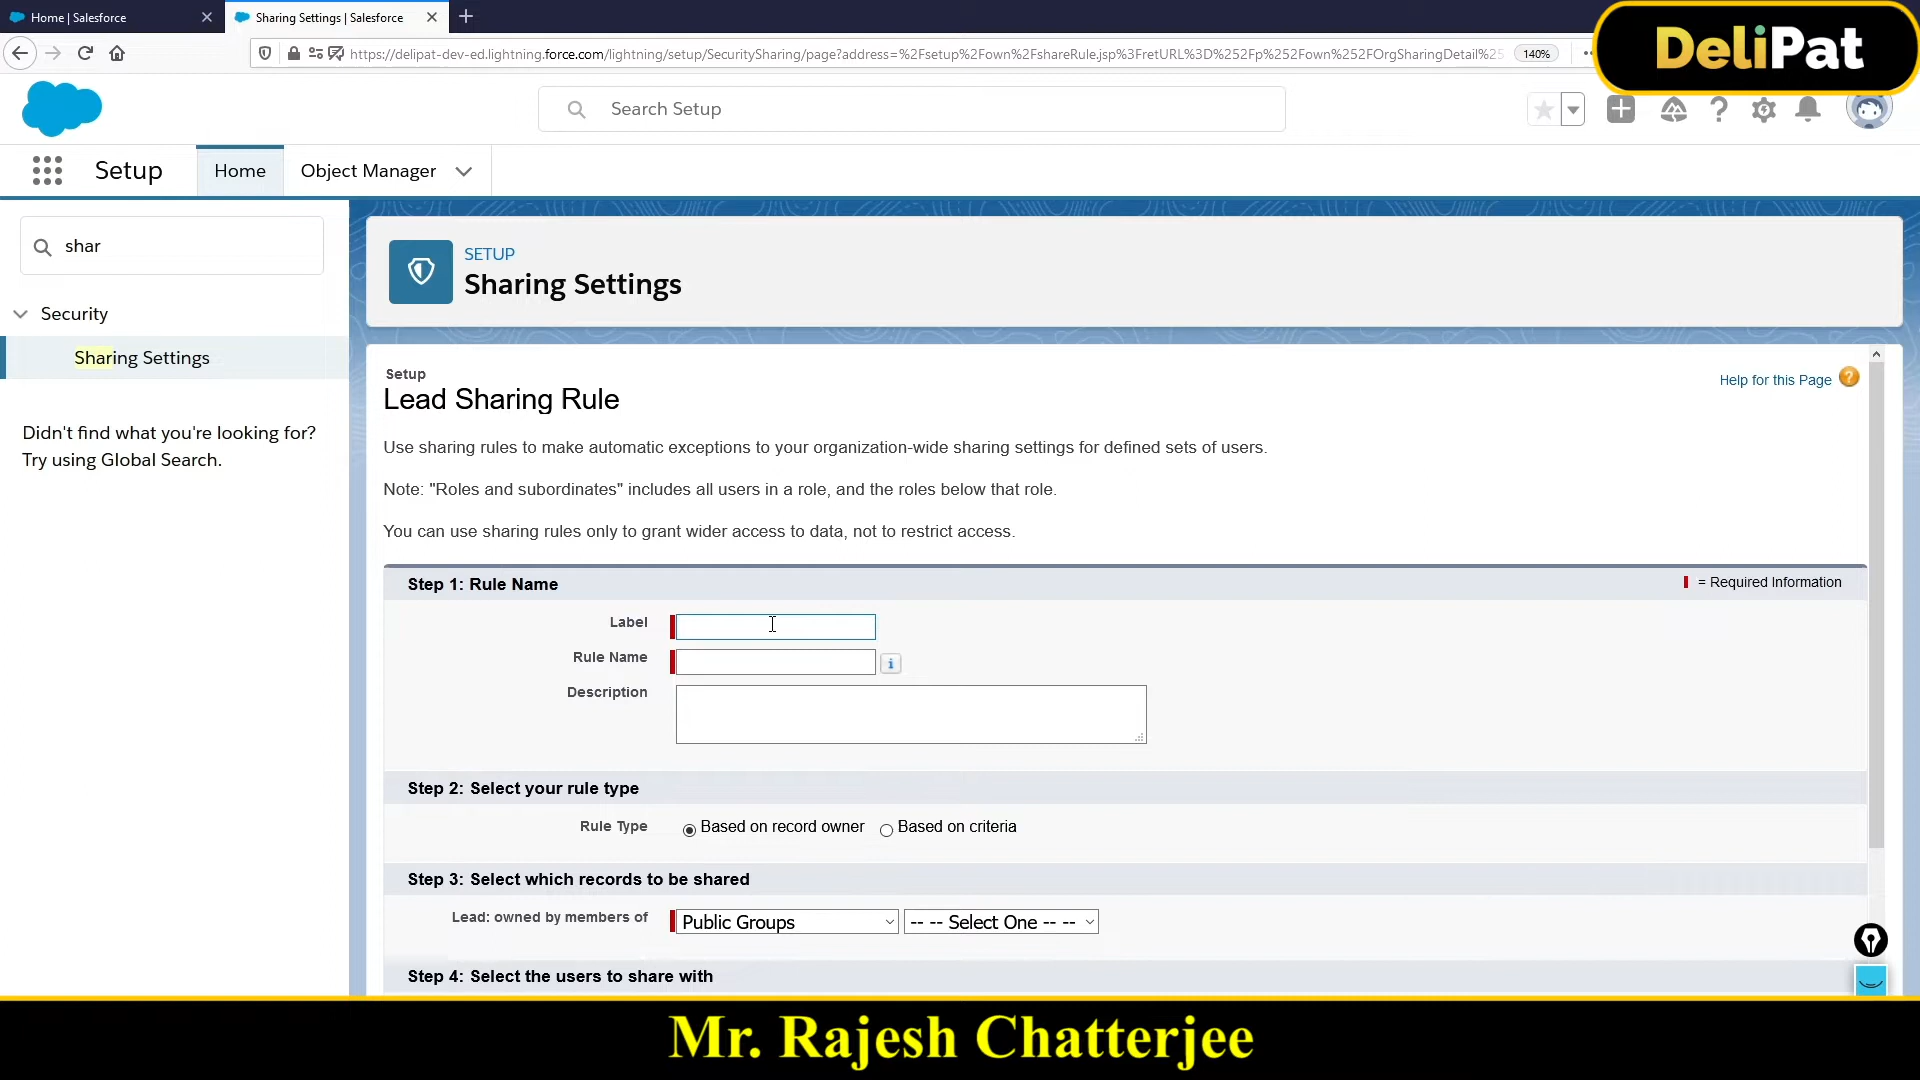 Home | Salesforce
Sharing Settings | Salesforce
https://delipat-dev-ed.lightning.force.com/lightning/setup/SecuritySharing/page?address=%2Fsetup%2Fown%2FshareRule.jsp%3FretURL%3D%252Fp%252Fown%252FOrgSharingDetail%25
140%
DeliPat
Search Setup
Setup
Home
Object Manager
shar
Security
Sharing Settings
Didn't find what you're looking for?
Try using Global Search.
SETUP
Sharing Settings
Setup
Lead Sharing Rule
Help for this Page
Use sharing rules to make automatic exceptions to your organization-wide sharing settings for defined sets of users.
Note: "Roles and subordinates" includes all users in a role, and the roles below that role.
You can use sharing rules only to grant wider access to data, not to restrict access.
Step 1: Rule Name
= Required Information
Label
Rule Name
Description
Step 2: Select your rule type
Rule Type
Based on record owner
Based on criteria
Step 3: Select which records to be shared
Lead: owned by members of
Public Groups
-- -- Select One -- --
Step 4: Select the users to share with
Mr. Rajesh Chatterjee